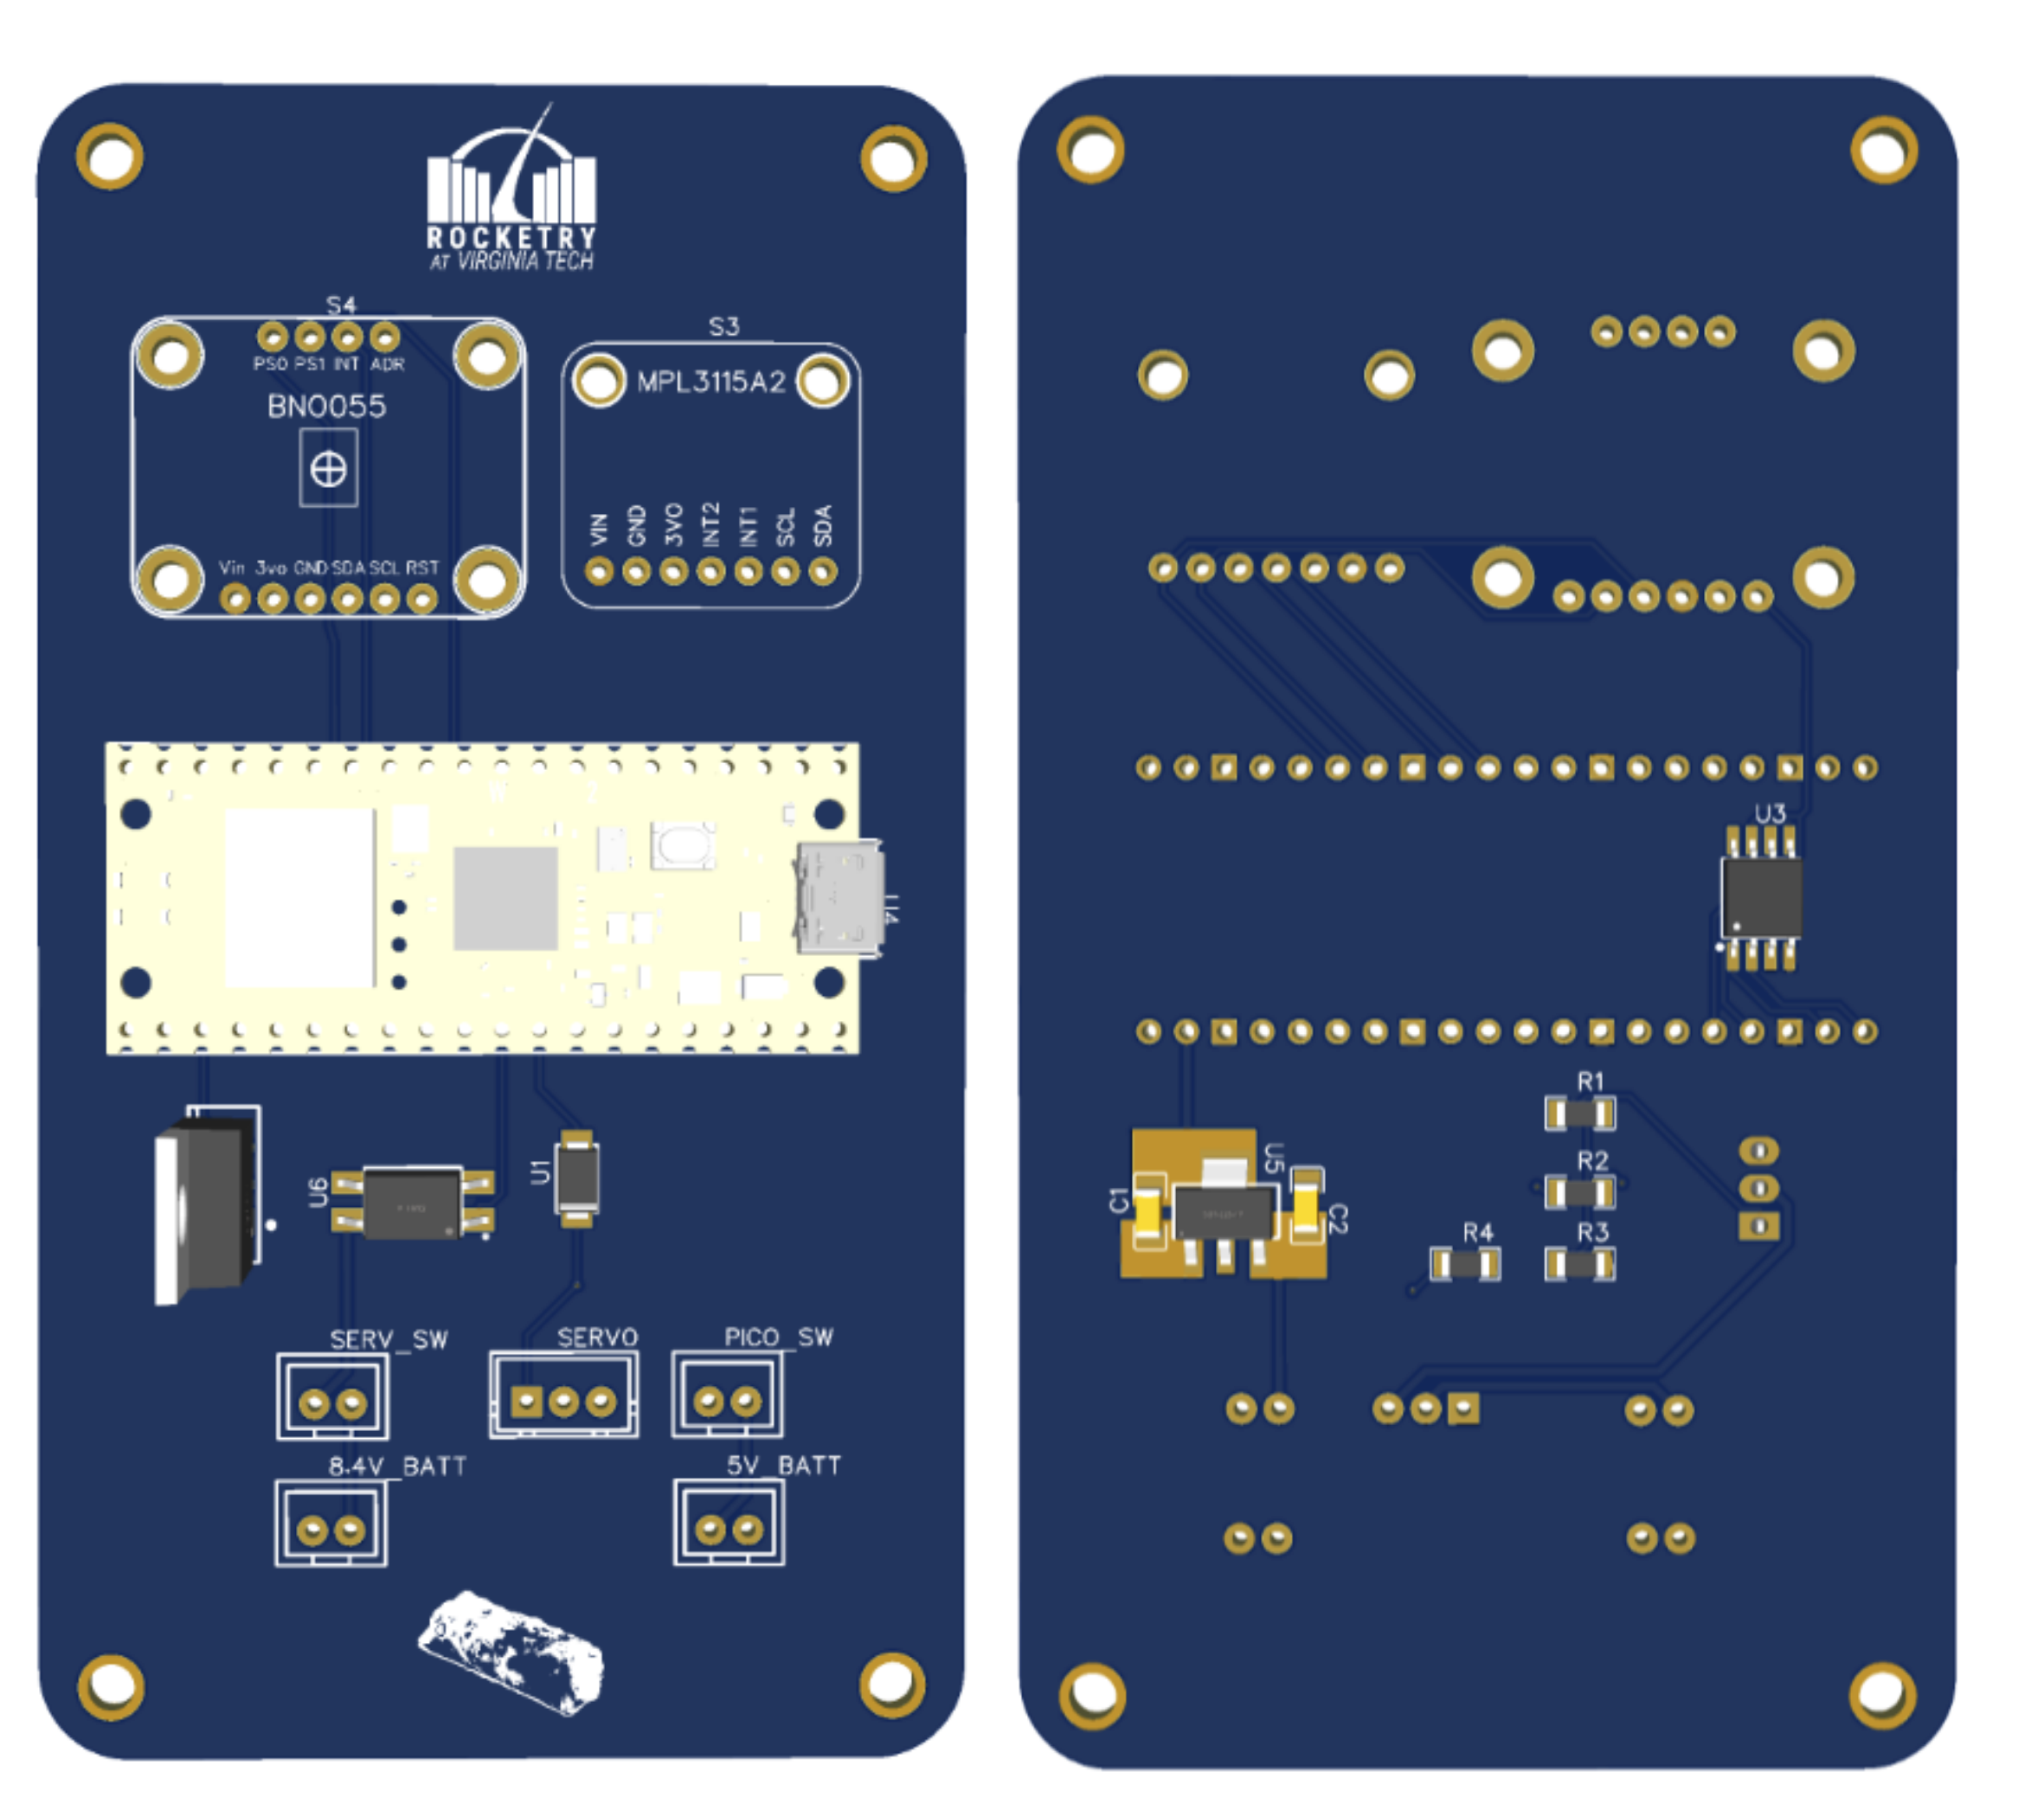 ROCKETRY
AT VIRGINIA TECH
S4
PS0 PS1 INT ADR
BNO055
Vin 3vo GND SDA SCL RST
S3
MPL3115A2
VIN GND 3VO INT2 INT1 SCL SDA
U4
U6
U1
SERV_SW
SERVO
PICO_SW
8.4V_BATT
5V_BATT
U3
R1
U5
C1
R2
C2
R4
R3